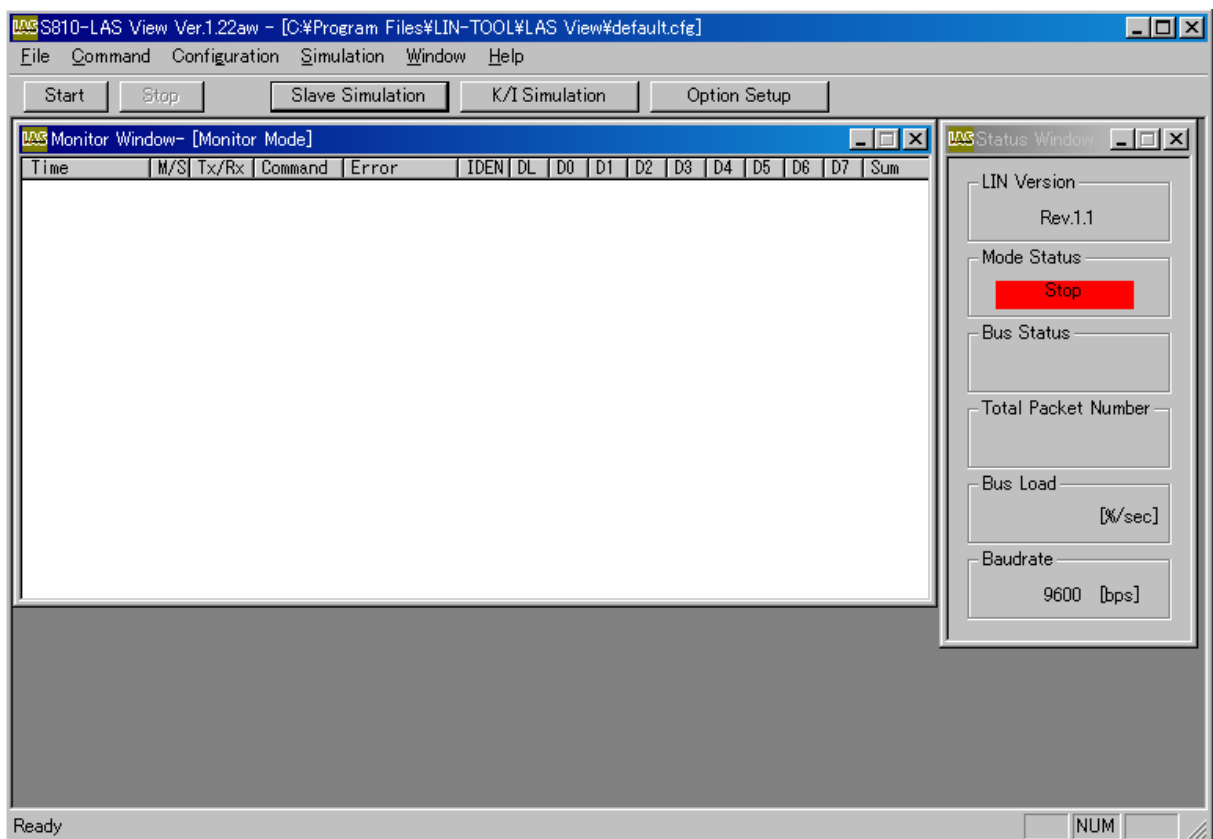 LAS S810-LAS View Ver.1.22aw - [C:¥Program Files¥LIN-TOOL¥LAS View¥default.cfg]
File Command Configuration Simulation Window Help
Start Stop Slave Simulation K/I Simulation Option Setup
LAS Monitor Window- [Monitor Mode]
Time M/S Tx/Rx Command Error IDEN DL D0 D1 D2 D3 D4 D5 D6 D7 Sum
LAS Status Window
LIN Version
Rev.1.1
Mode Status
Stop
Bus Status
Total Packet Number
Bus Load
[%/sec]
Baudrate
9600 [bps]
Ready NUM